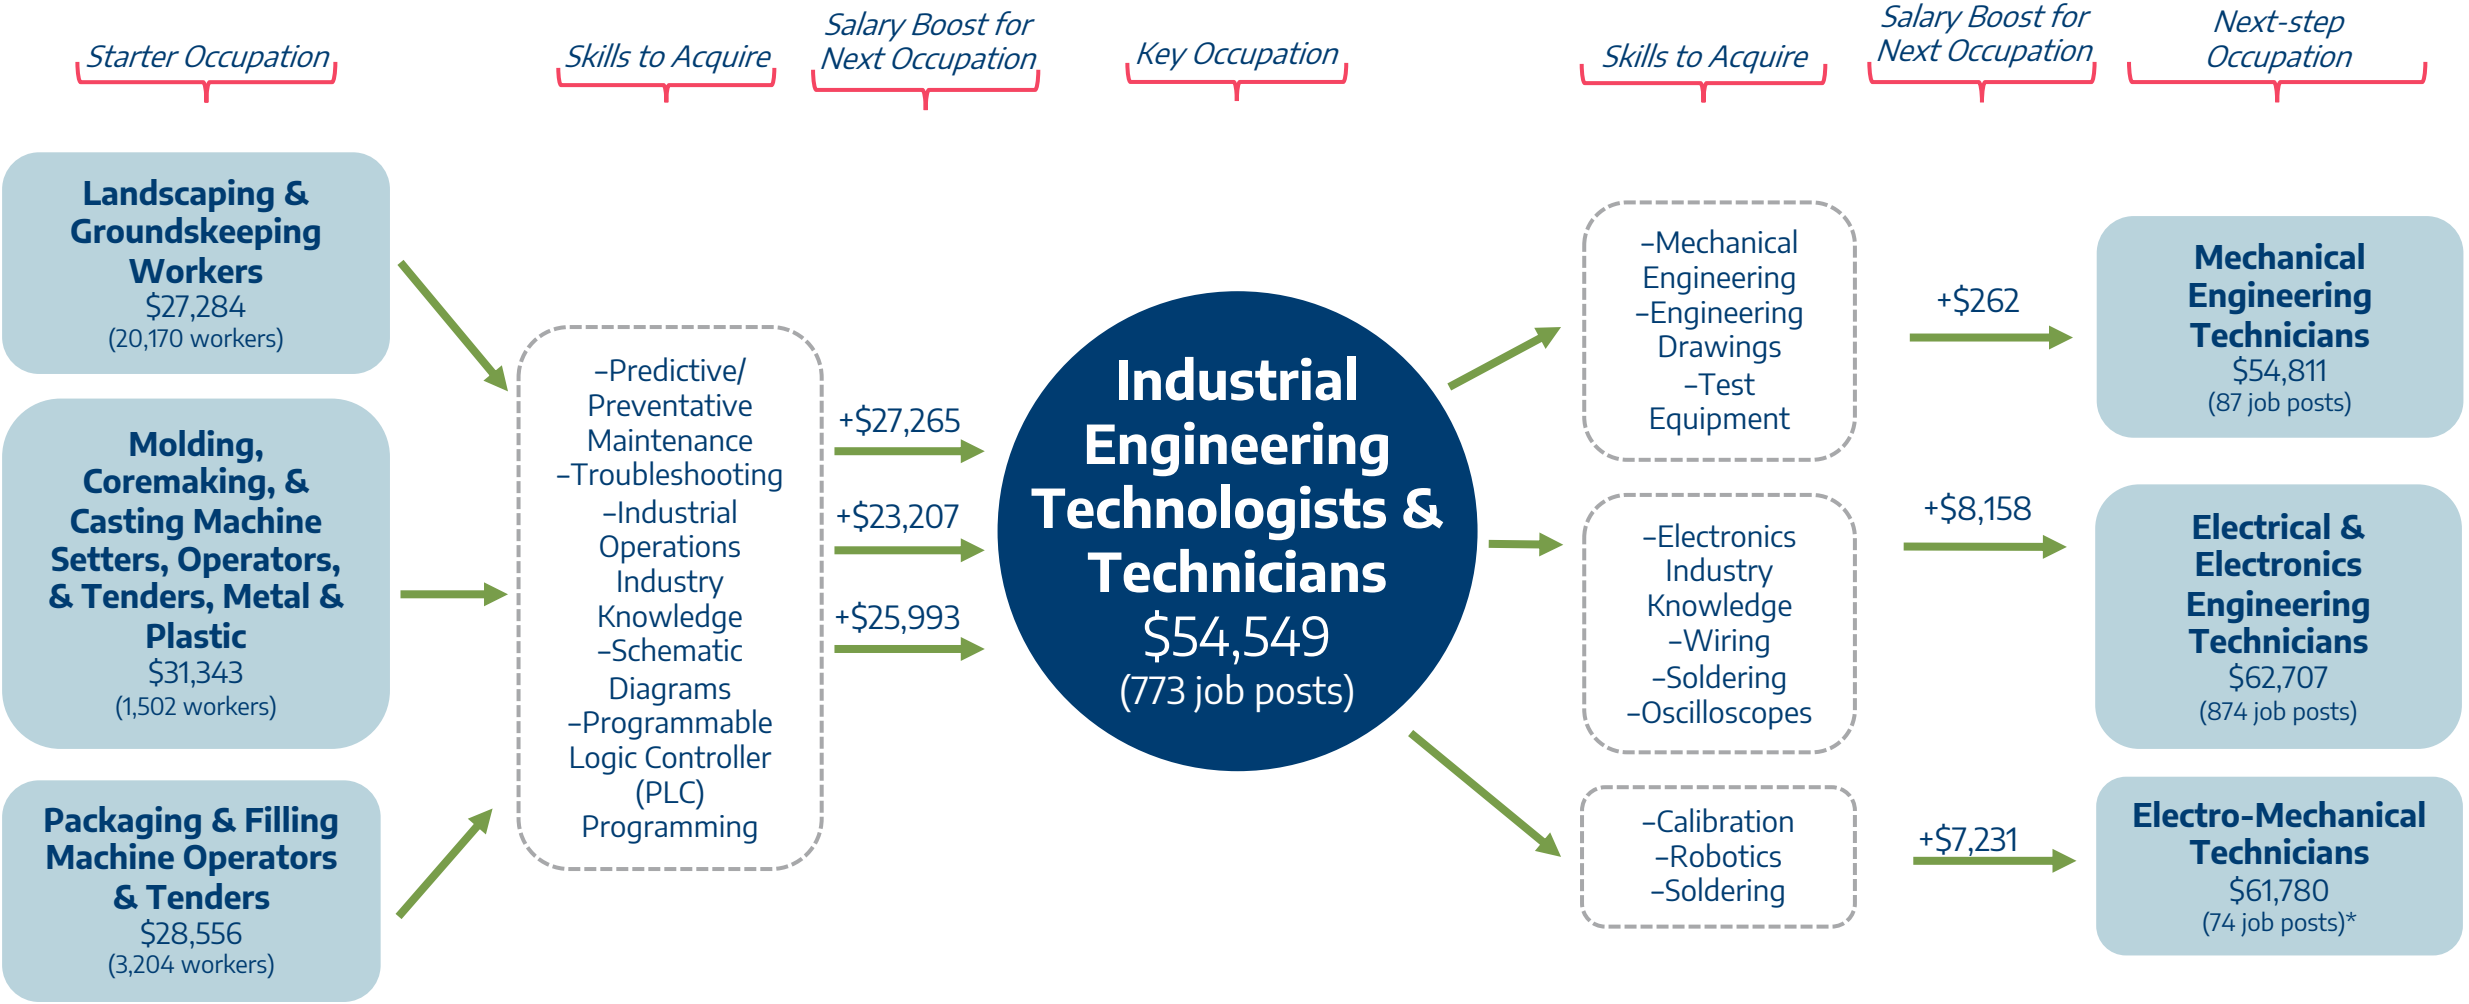 Starter Occupation
Skills to Acquire
Salary Boost for
Next Occupation
Key Occupation
Skills to Acquire
Salary Boost for
Next Occupation
Next-step
Occupation
Landscaping &
Groundskeeping
Workers
$27,284
(20,170 workers)
Molding,
Coremaking, &
Casting Machine
Setters, Operators,
& Tenders, Metal &
Plastic
$31,343
(1,502 workers)
Packaging & Filling
Machine Operators
& Tenders
$28,556
(3,204 workers)
–Predictive/
Preventative
Maintenance
–Troubleshooting
–Industrial
Operations
Industry
Knowledge
–Schematic
Diagrams
–Programmable
Logic Controller
(PLC)
Programming
+$27,265
+$23,207
+$25,993
Industrial
Engineering
Technologists &
Technicians
$54,549
(773 job posts)
–Mechanical
Engineering
–Engineering
Drawings
–Test
Equipment
–Electronics
Industry
Knowledge
–Wiring
–Soldering
–Oscilloscopes
–Calibration
–Robotics
–Soldering
+$262
+$8,158
+$7,231
Mechanical
Engineering
Technicians
$54,811
(87 job posts)
Electrical &
Electronics
Engineering
Technicians
$62,707
(874 job posts)
Electro-Mechanical
Technicians
$61,780
(74 job posts)*